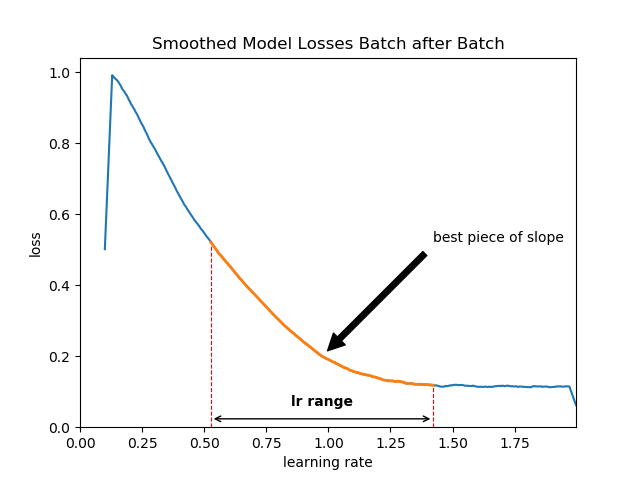 Smoothed Model Losses Batch after Batch
1.0
0.8
0.6
0.4
0.2
0.0
loss
best piece of slope
lr range
0.00 0.25 0.50 0.75 1.00 1.25 1.50 1.75
learning rate